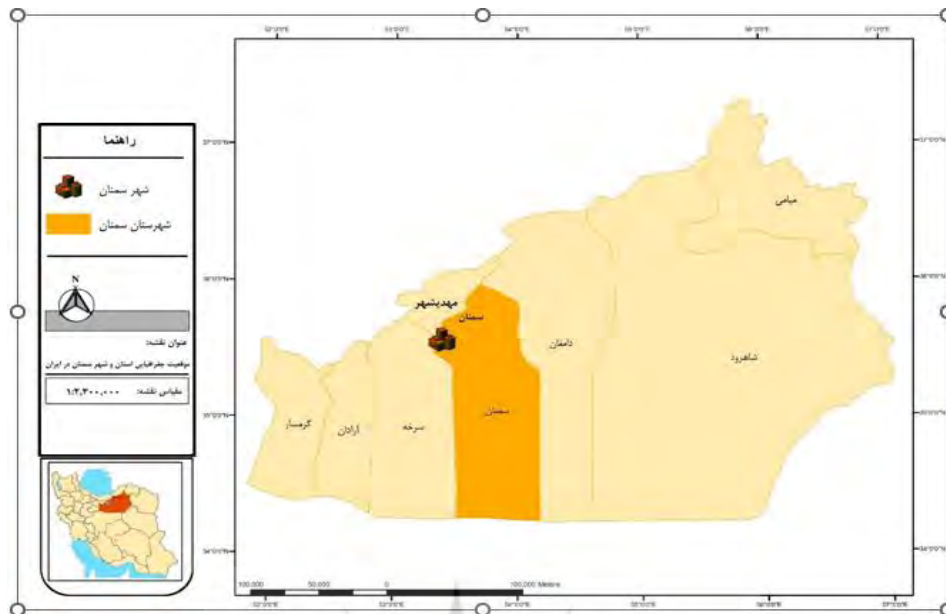 راهنما
شهر سمنان
شهرستان سمنان
N
عنوان نقشه:
موقعیت جغرافیایی استان و شهر سمنان در ایران
مقیاس نقشه: ۱:۲,۳۰۰,۰۰۰
میامی
مهدیشهر
سمنان
دامغان
شاهرود
سمنان
سرخه
آرادان
گرمسار
100,000 50,000 0 100,000 Meters